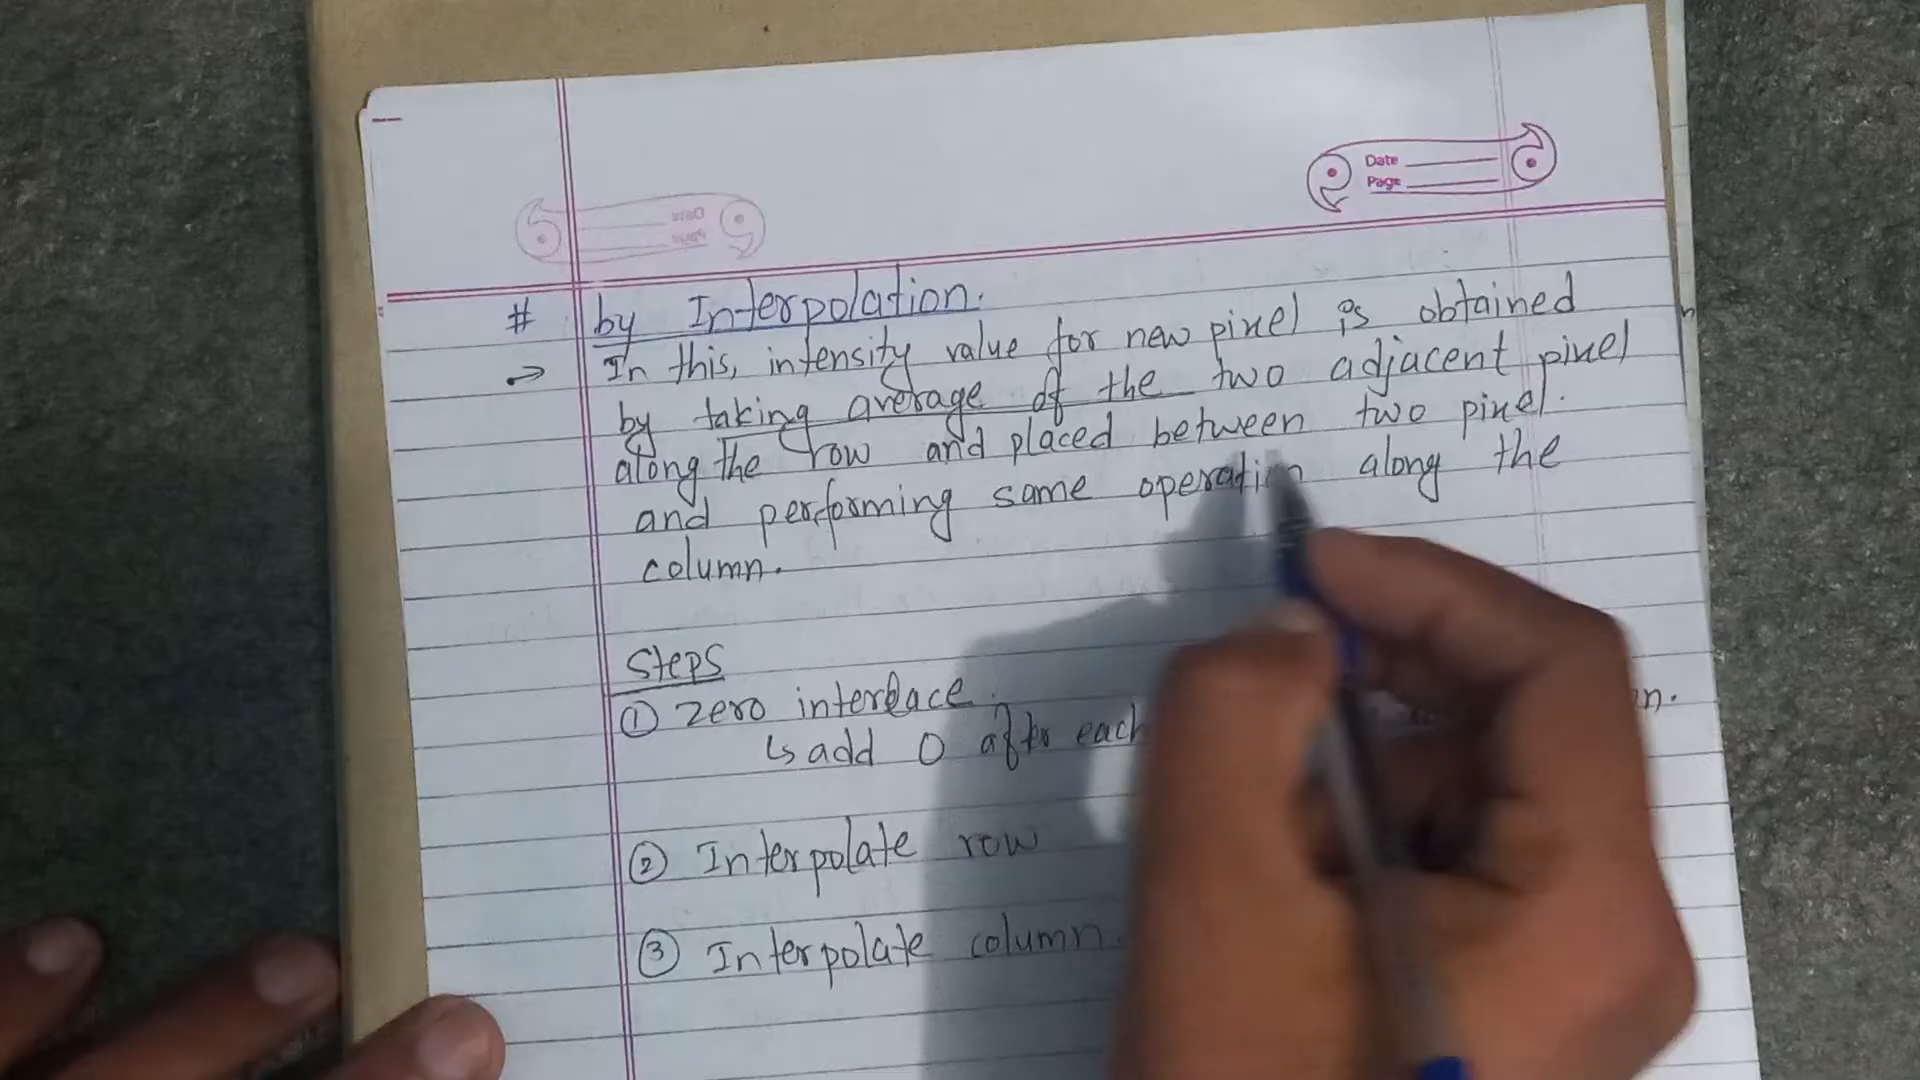 Date
Page
# by Interpolation.
→ In this, intensity value for new pixel is obtained
by taking average of the two adjacent pixel
along the row and placed between two pixel.
and performing same operation along the
column.
Steps
① Zero interlace.
↳ add 0 after each n.
② Interpolate row
③ Interpolate column.